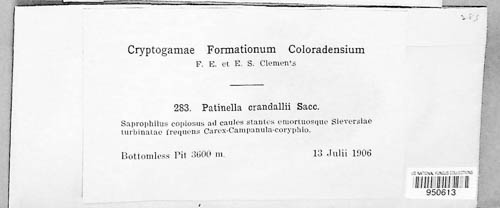 283
Cryptogamae Formationum Coloradensium
F. E. et E. S. Clements
283. Patinella crandallii Sacc.
Saprophilus copiosus ad caules stantes emortuosque Sieversiae
turbinatae frequens Carex-Campanula-coryphio.
Bottomless Pit 3600 m. 13 Julii 1906
US NATIONAL FUNGUS COLLECTIONS
950613